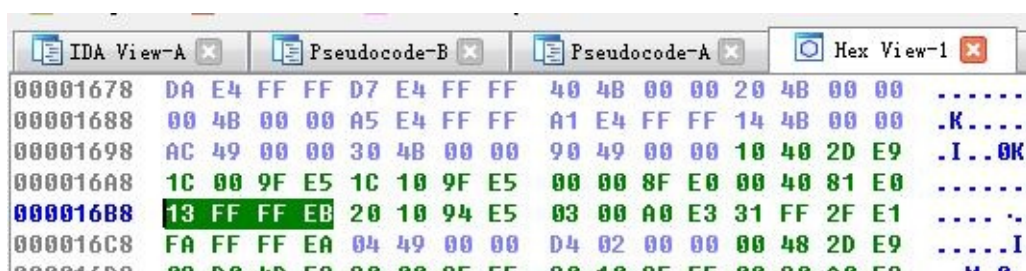 IDA View-A Pseudocode-B Pseudocode-A Hex View-1
00001678 DA E4 FF FF D7 E4 FF FF 40 4B 00 00 20 4B 00 00 ......
00001688 00 4B 00 00 A5 E4 FF FF A1 E4 FF FF 14 4B 00 00 .K....
00001698 AC 49 00 00 30 4B 00 00 90 49 00 00 10 40 2D E9 .I..0K
000016A8 1C 00 9F E5 1C 10 9F E5 00 00 8F E0 00 40 81 E0 ......
000016B8 13 FF FF EB 20 10 94 E5 03 00 A0 E3 31 FF 2F E1
000016C8 FA FF FF EA 04 49 00 00 D4 02 00 00 00 48 2D E9 .....I